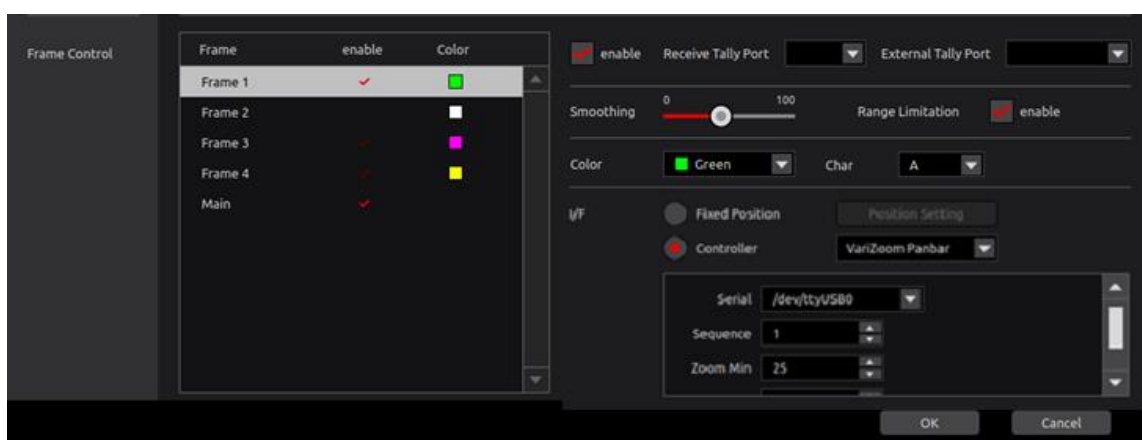 Frame Control
Frame enable Color
Frame 1
Frame 2
Frame 3
Frame 4
Main
enable Receive Tally Port External Tally Port
Smoothing 0 100 Range Limitation enable
Color Green Char A
I/F Fixed Position Position Setting
Controller VariZoom Panbar
Serial /dev/ttyUSB0
Sequence 1
Zoom Min 25
OK Cancel